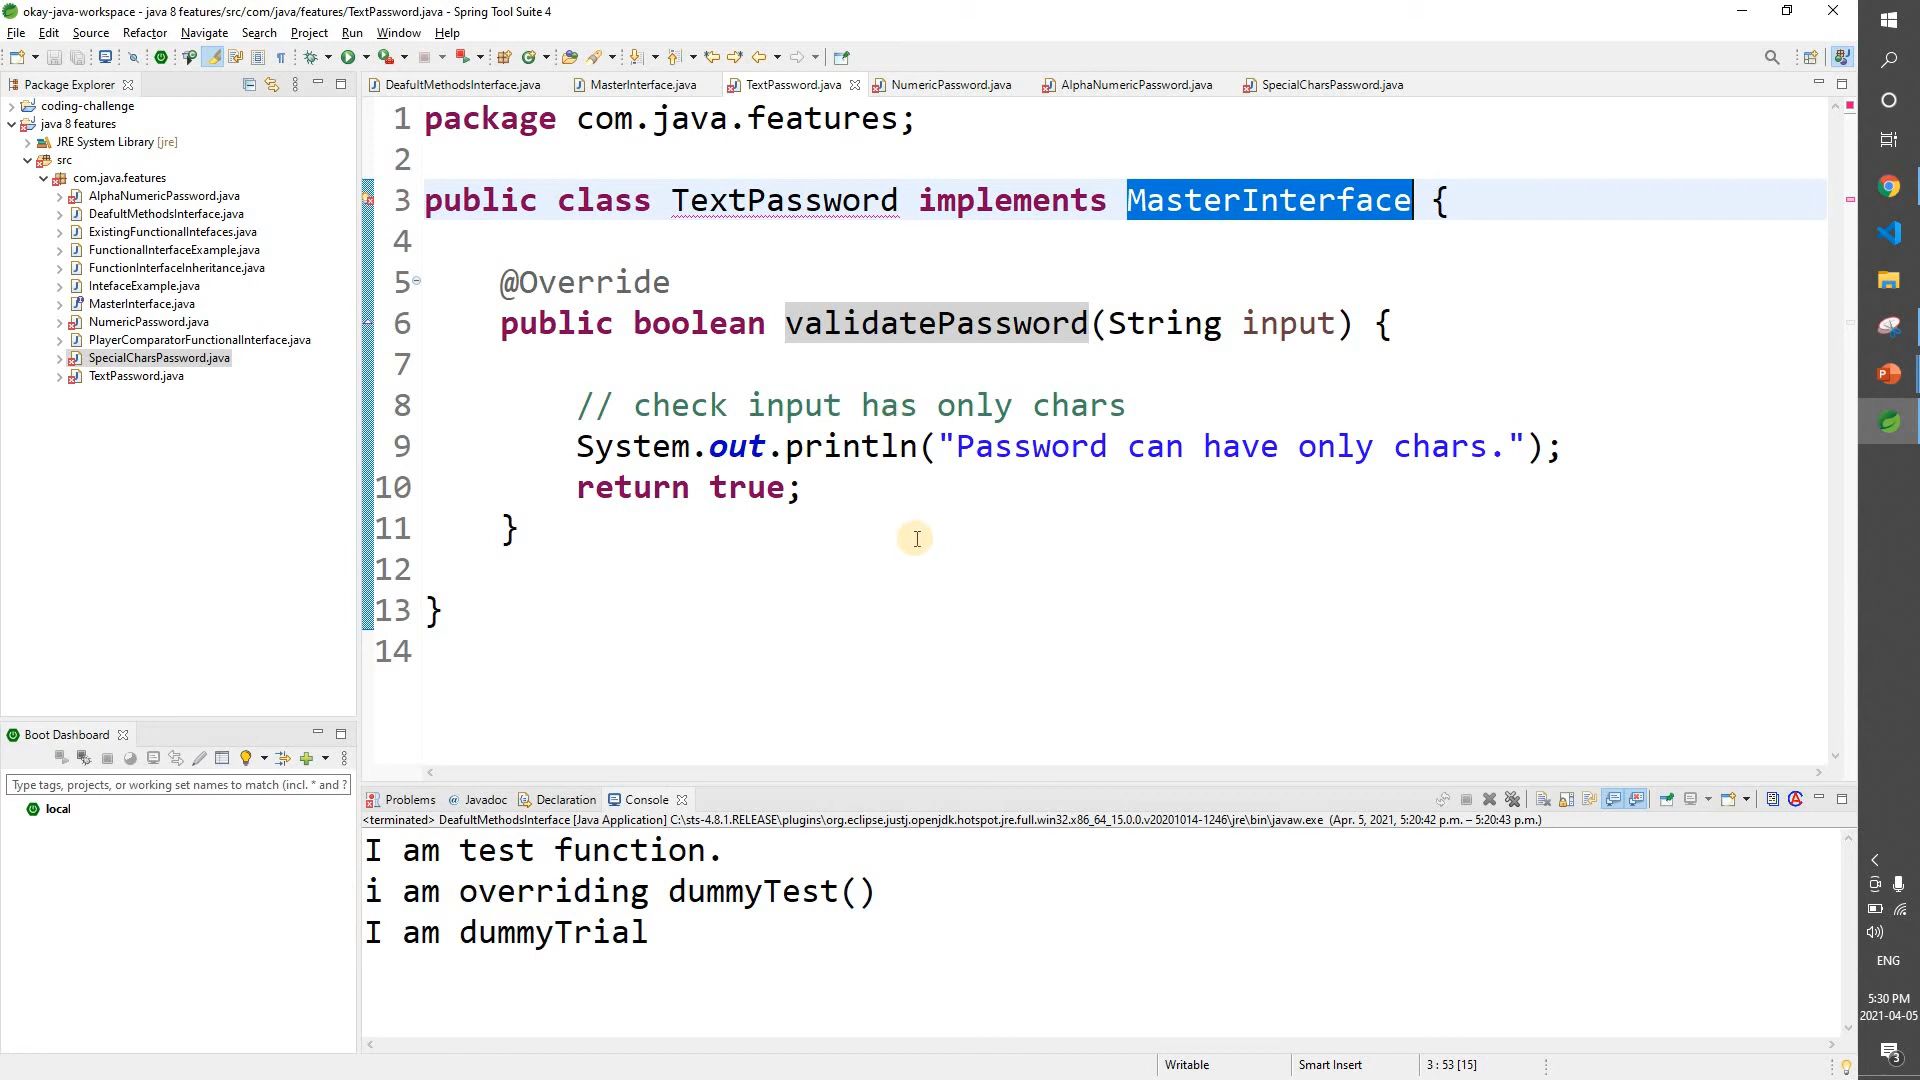 okay-java-workspace - java 8 features/src/com/java/features/TextPassword.java - Spring Tool Suite 4
File Edit Source Refactor Navigate Search Project Run Window Help
Package Explorer
DeafultMethodsInterface.java MasterInterface.java TextPassword.java NumericPassword.java AlphaNumericPassword.java SpecialCharsPassword.java
coding-challenge
java 8 features
JRE System Library [jre]
src
com.java.features
AlphaNumericPassword.java
DeafultMethodsInterface.java
ExistingFunctionalIntefaces.java
FunctionalInterfaceExample.java
FunctionInterfaceInheritance.java
IntefaceExample.java
MasterInterface.java
NumericPassword.java
PlayerComparatorFunctionalInterface.java
SpecialCharsPassword.java
TextPassword.java
1 package com.java.features;
2
3 public class TextPassword implements MasterInterface {
4
5 @Override
6 public boolean validatePassword(String input) {
7
8 // check input has only chars
9 System.out.println("Password can have only chars.");
10 return true;
11 }
12
13 }
14
Boot Dashboard
Type tags, projects, or working set names to match (incl. * and ?
local
Problems Javadoc Declaration Console
<terminated> DeafultMethodsInterface [Java Application] C:\sts-4.8.1.RELEASE\plugins\org.eclipse.justj.openjdk.hotspot.jre.full.win32.x86_64_15.0.0.v20201014-1246\jre\bin\javaw.exe (Apr. 5, 2021, 5:20:42 p.m. – 5:20:43 p.m.)
I am test function.
i am overriding dummyTest()
I am dummyTrial
Writable Smart Insert 3 : 53 [15]
ENG
5:30 PM
2021-04-05
3